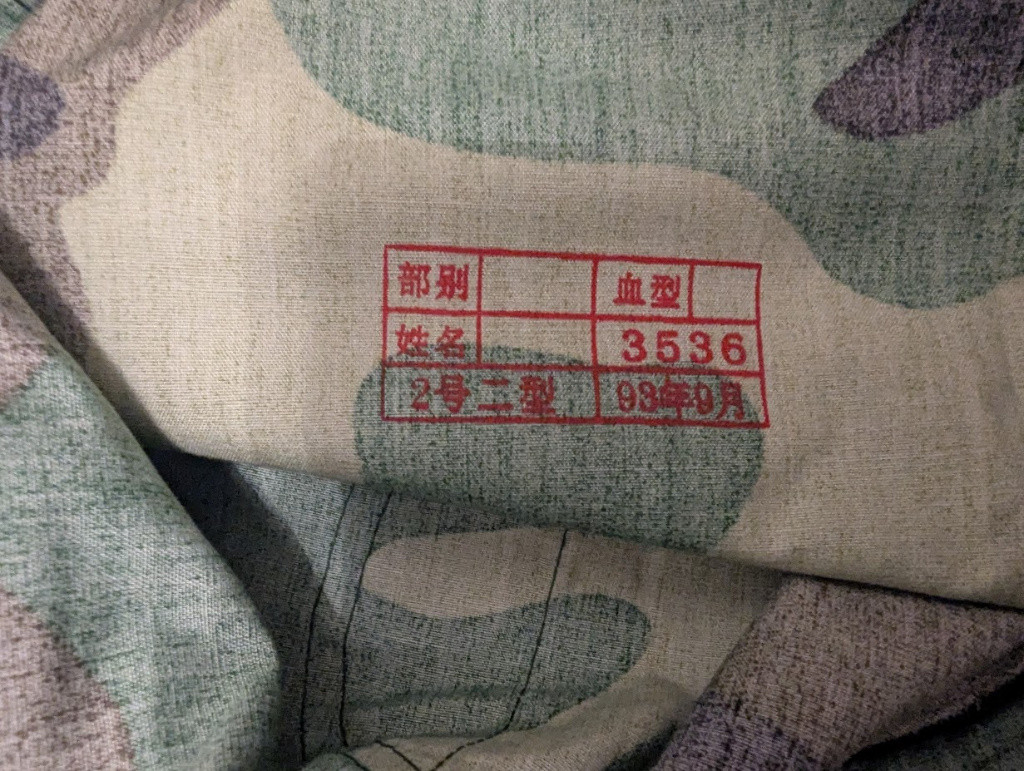 部别 血型
姓名 3536
2号二型 93年9月